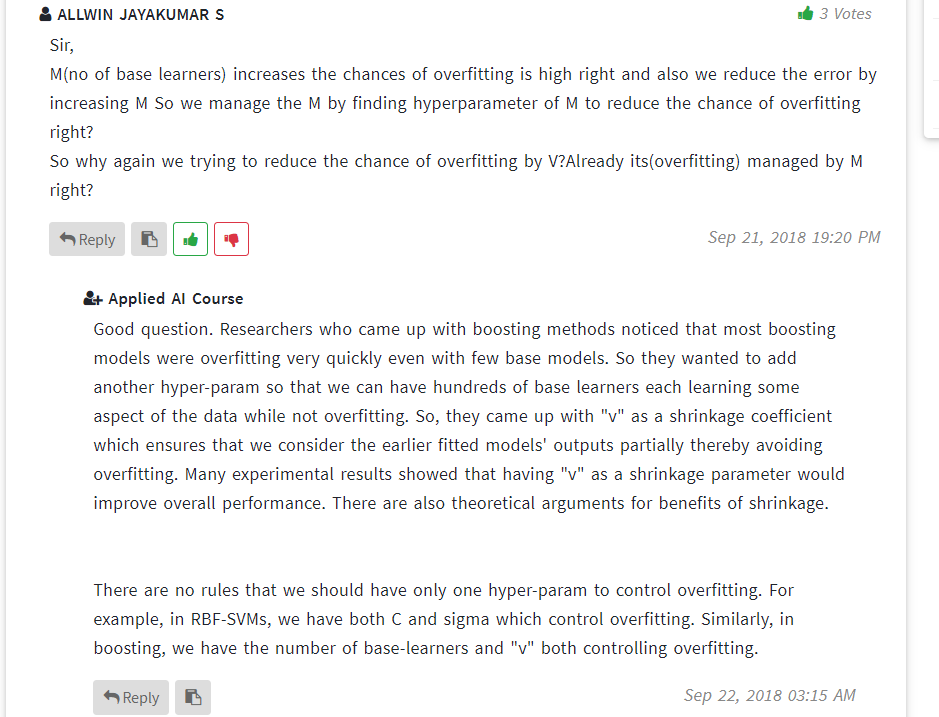 ALLWIN JAYAKUMAR S
3 Votes
Sir,
M(no of base learners) increases the chances of overfitting is high right and also we reduce the error by
increasing M So we manage the M by finding hyperparameter of M to reduce the chance of overfitting
right?
So why again we trying to reduce the chance of overfitting by V?Already its(overfitting) managed by M
right?
Reply
Sep 21, 2018 19:20 PM
Applied AI Course
Good question. Researchers who came up with boosting methods noticed that most boosting
models were overfitting very quickly even with few base models. So they wanted to add
another hyper-param so that we can have hundreds of base learners each learning some
aspect of the data while not overfitting. So, they came up with "v" as a shrinkage coefficient
which ensures that we consider the earlier fitted models' outputs partially thereby avoiding
overfitting. Many experimental results showed that having "v" as a shrinkage parameter would
improve overall performance. There are also theoretical arguments for benefits of shrinkage.
There are no rules that we should have only one hyper-param to control overfitting. For
example, in RBF-SVMs, we have both C and sigma which control overfitting. Similarly, in
boosting, we have the number of base-learners and "v" both controlling overfitting.
Reply
Sep 22, 2018 03:15 AM